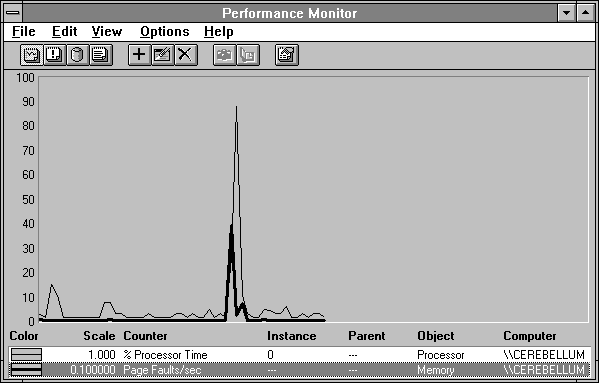 Performance Monitor
File Edit View Options Help
100
90
80
70
60
50
40
30
20
10
0
Color Scale Counter Instance Parent Object Computer
1.000 % Processor Time 0 --- Processor \\CEREBELLUM
0.100000 Page Faults/sec --- --- Memory \\CEREBELLUM